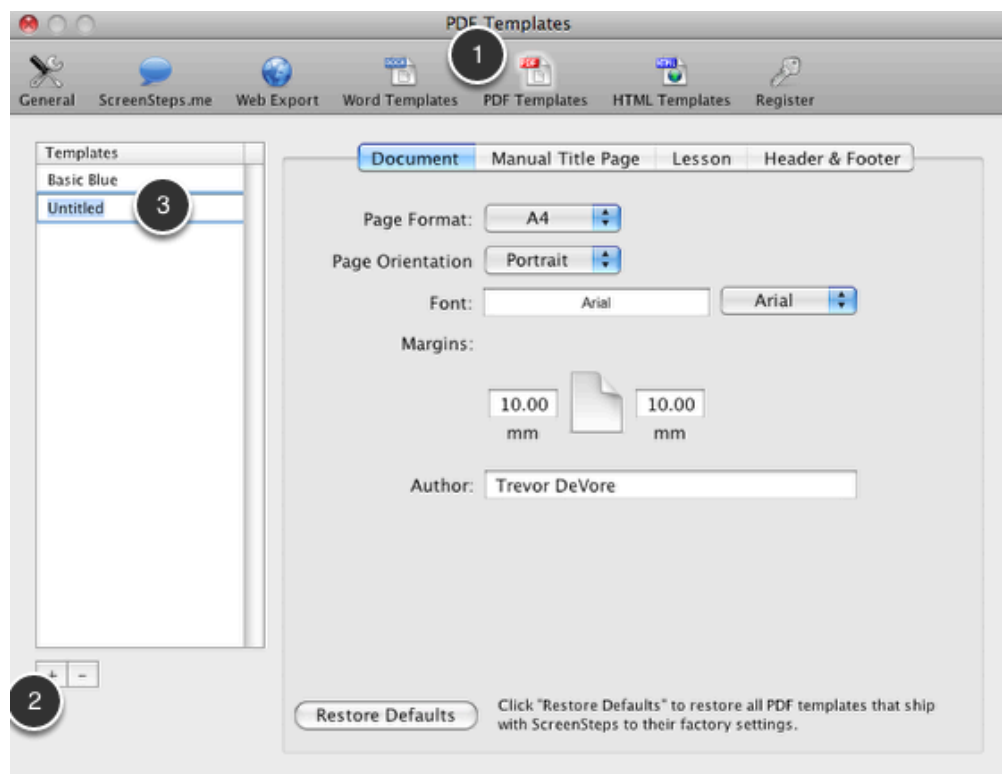 PDF Templates
1
General ScreenSteps.me Web Export Word Templates PDF Templates HTML Templates Register
Templates
Basic Blue
Untitled
3
+ -
2
Document Manual Title Page Lesson Header & Footer
Page Format: A4
Page Orientation Portrait
Font: Arial Arial
Margins:
10.00 10.00
mm mm
Author: Trevor DeVore
Restore Defaults
Click "Restore Defaults" to restore all PDF templates that ship
with ScreenSteps to their factory settings.